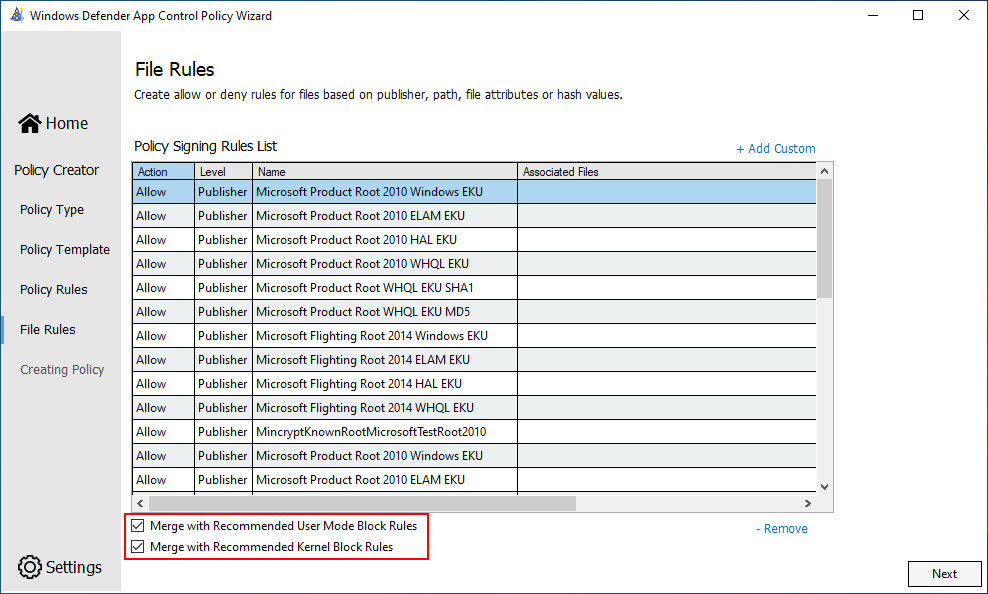 Windows Defender App Control Policy Wizard
Home
Policy Creator
Policy Type
Policy Template
Policy Rules
File Rules
Creating Policy
Settings
File Rules
Create allow or deny rules for files based on publisher, path, file attributes or hash values.
Policy Signing Rules List
+ Add Custom
Action Level Name Associated Files
Allow Publisher Microsoft Product Root 2010 Windows EKU
Allow Publisher Microsoft Product Root 2010 ELAM EKU
Allow Publisher Microsoft Product Root 2010 HAL EKU
Allow Publisher Microsoft Product Root 2010 WHQL EKU
Allow Publisher Microsoft Product Root WHQL EKU SHA1
Allow Publisher Microsoft Product Root WHQL EKU MD5
Allow Publisher Microsoft Flighting Root 2014 Windows EKU
Allow Publisher Microsoft Flighting Root 2014 ELAM EKU
Allow Publisher Microsoft Flighting Root 2014 HAL EKU
Allow Publisher Microsoft Flighting Root 2014 WHQL EKU
Allow Publisher MincryptKnownRootMicrosoftTestRoot2010
Allow Publisher Microsoft Product Root 2010 Windows EKU
Allow Publisher Microsoft Product Root 2010 ELAM EKU
Merge with Recommended User Mode Block Rules
Merge with Recommended Kernel Block Rules
- Remove
Next